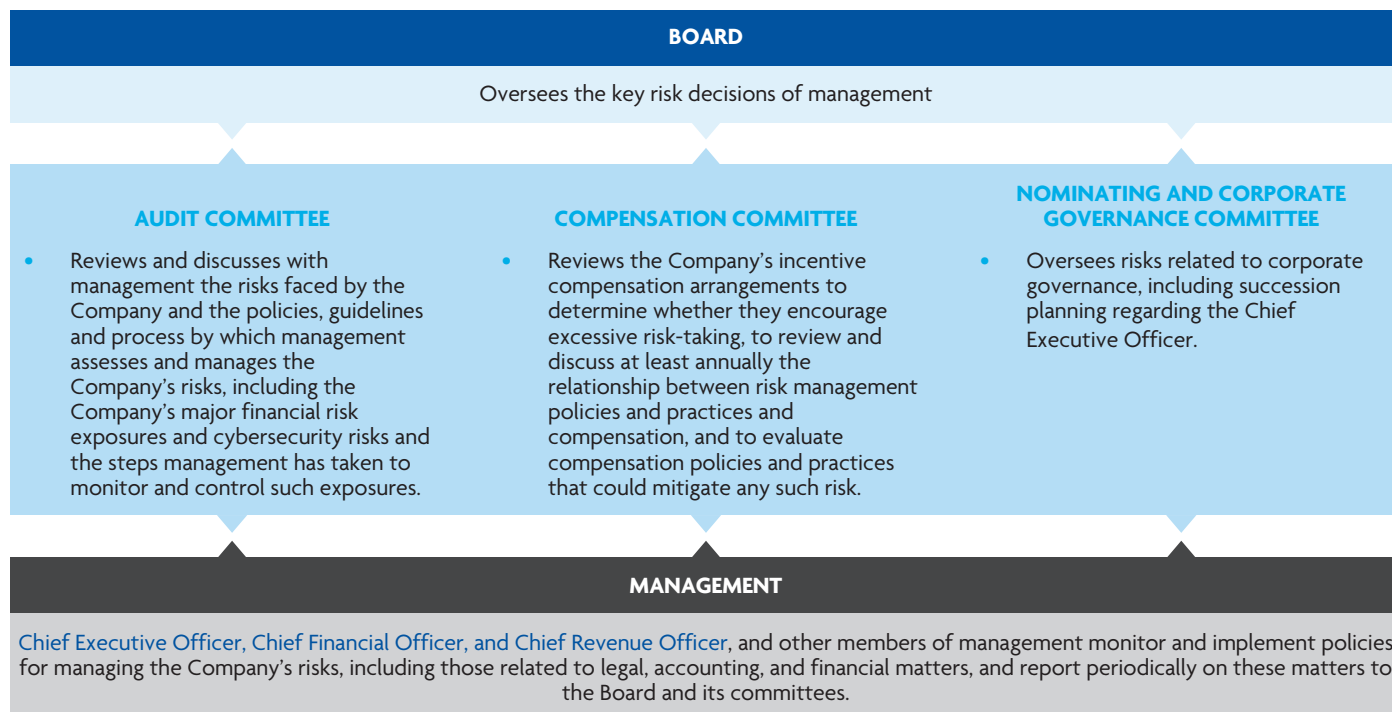 BOARD
Oversees the key risk decisions of management
AUDIT COMMITTEE
• Reviews and discusses with
management the risks faced by the
Company and the policies, guidelines
and process by which management
assesses and manages the
Company’s risks, including the
Company’s major financial risk
exposures and cybersecurity risks and
the steps management has taken to
monitor and control such exposures.
COMPENSATION COMMITTEE
• Reviews the Company’s incentive
compensation arrangements to
determine whether they encourage
excessive risk-taking, to review and
discuss at least annually the
relationship between risk management
policies and practices and
compensation, and to evaluate
compensation policies and practices
that could mitigate any such risk.
NOMINATING AND CORPORATE
GOVERNANCE COMMITTEE
• Oversees risks related to corporate
governance, including succession
planning regarding the Chief
Executive Officer.
MANAGEMENT
Chief Executive Officer, Chief Financial Officer, and Chief Revenue Officer, and other members of management monitor and implement policies
for managing the Company’s risks, including those related to legal, accounting, and financial matters, and report periodically on these matters to
the Board and its committees.